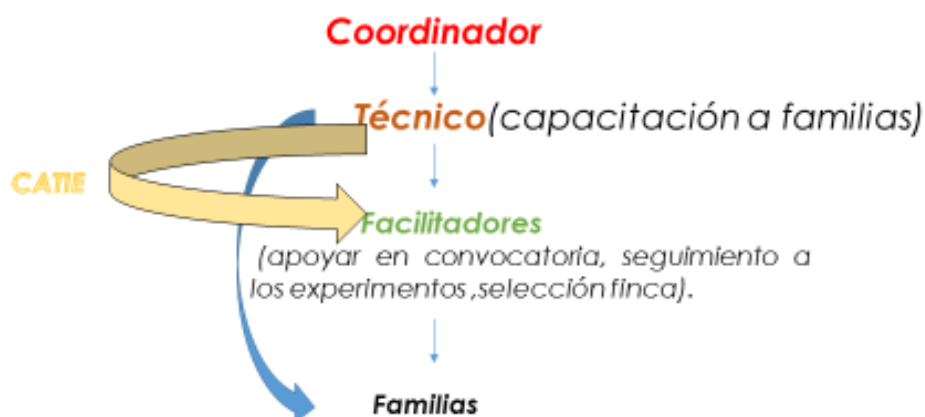 Coordinador
Técnico(capacitación a familias)
CATIE
Facilitadores
(apoyar en convocatoria, seguimiento a
los experimentos ,selección finca).
Familias